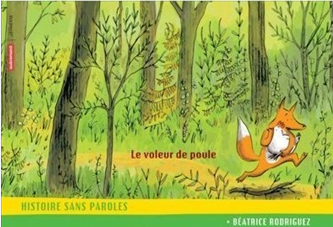 Le voleur de poule
HISTOIRE SANS PAROLES
• BÉATRICE RODRIGUEZ